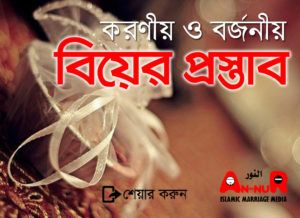 করণীয় ও বর্জনীয়
বিয়ের প্রস্তাব
النور
AN-NUR
ISLAMIC MARRIAGE MEDIA
শেয়ার করুন